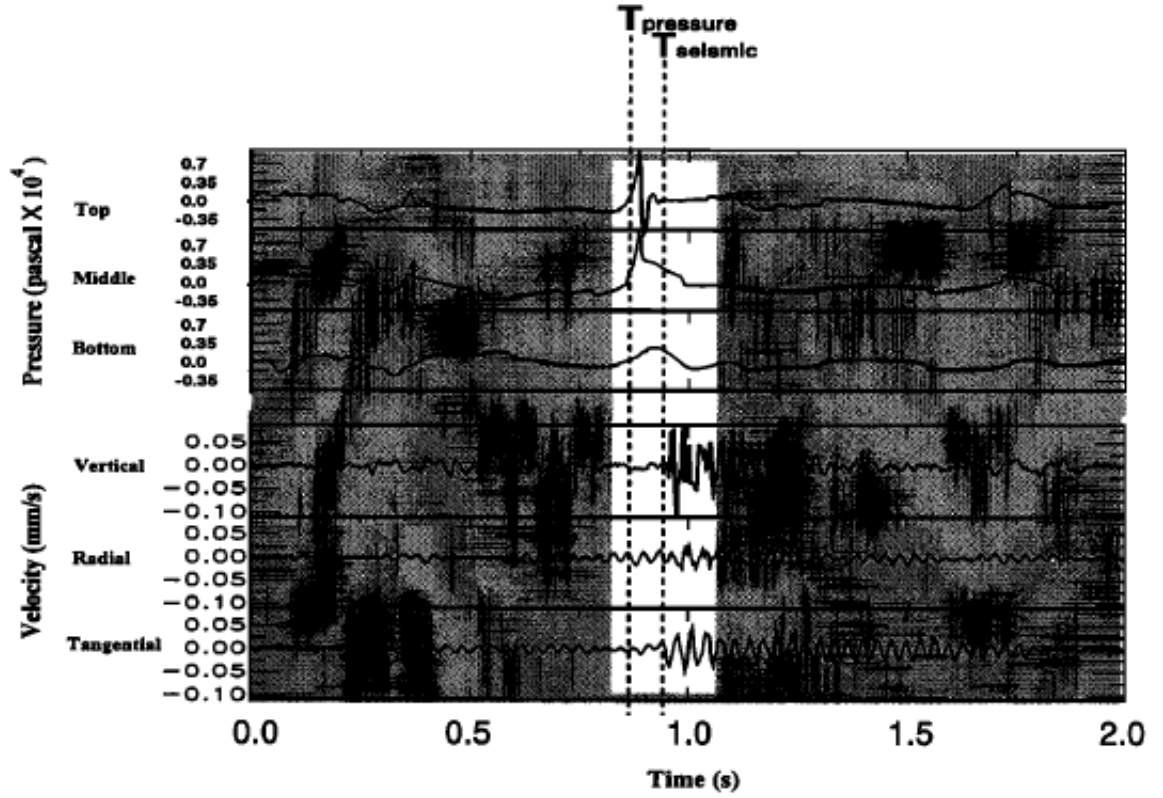 Tpressure
Tseismic
Pressure (pascal X 10⁴)
0.7
0.35
0.0
-0.35
Top
0.7
0.35
0.0
-0.35
Middle
0.7
0.35
0.0
-0.35
Bottom
Velocity (mm/s)
0.05
0.00
-0.05
-0.10
Vertical
0.05
0.00
-0.05
-0.10
Radial
0.05
0.00
-0.05
-0.10
Tangential
0.0 0.5 1.0 1.5 2.0
Time (s)